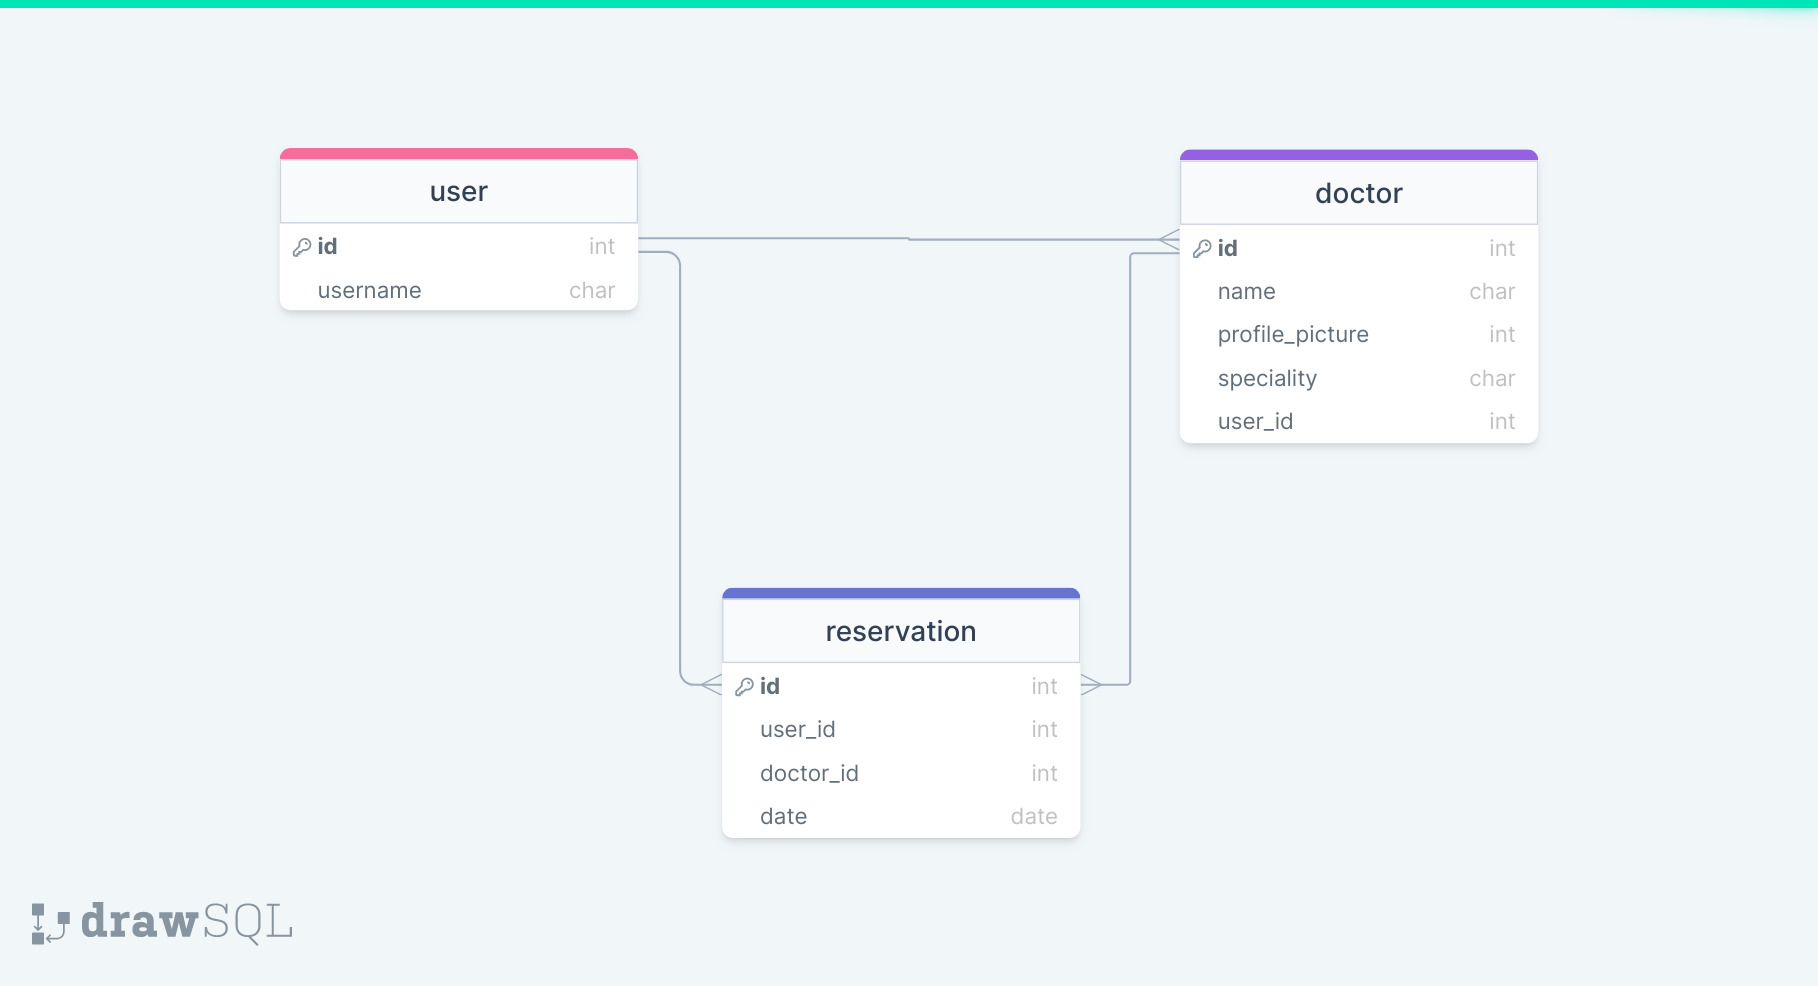 user
id int
username char
doctor
id int
name char
profile_picture int
speciality char
user_id int
reservation
id int
user_id int
doctor_id int
date date
drawSQL